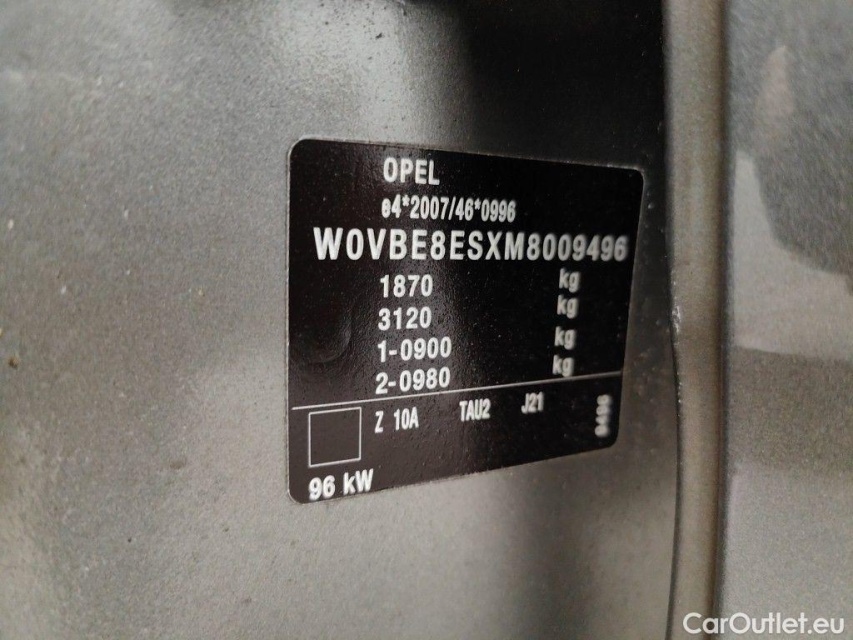 OPEL
e4*2007/46*0996
W0VBE8ESXM8009496
1870 kg
3120 kg
1-0900 kg
2-0980 kg
Z 10A TAU2 J21
96 kW
CarOutlet.eu